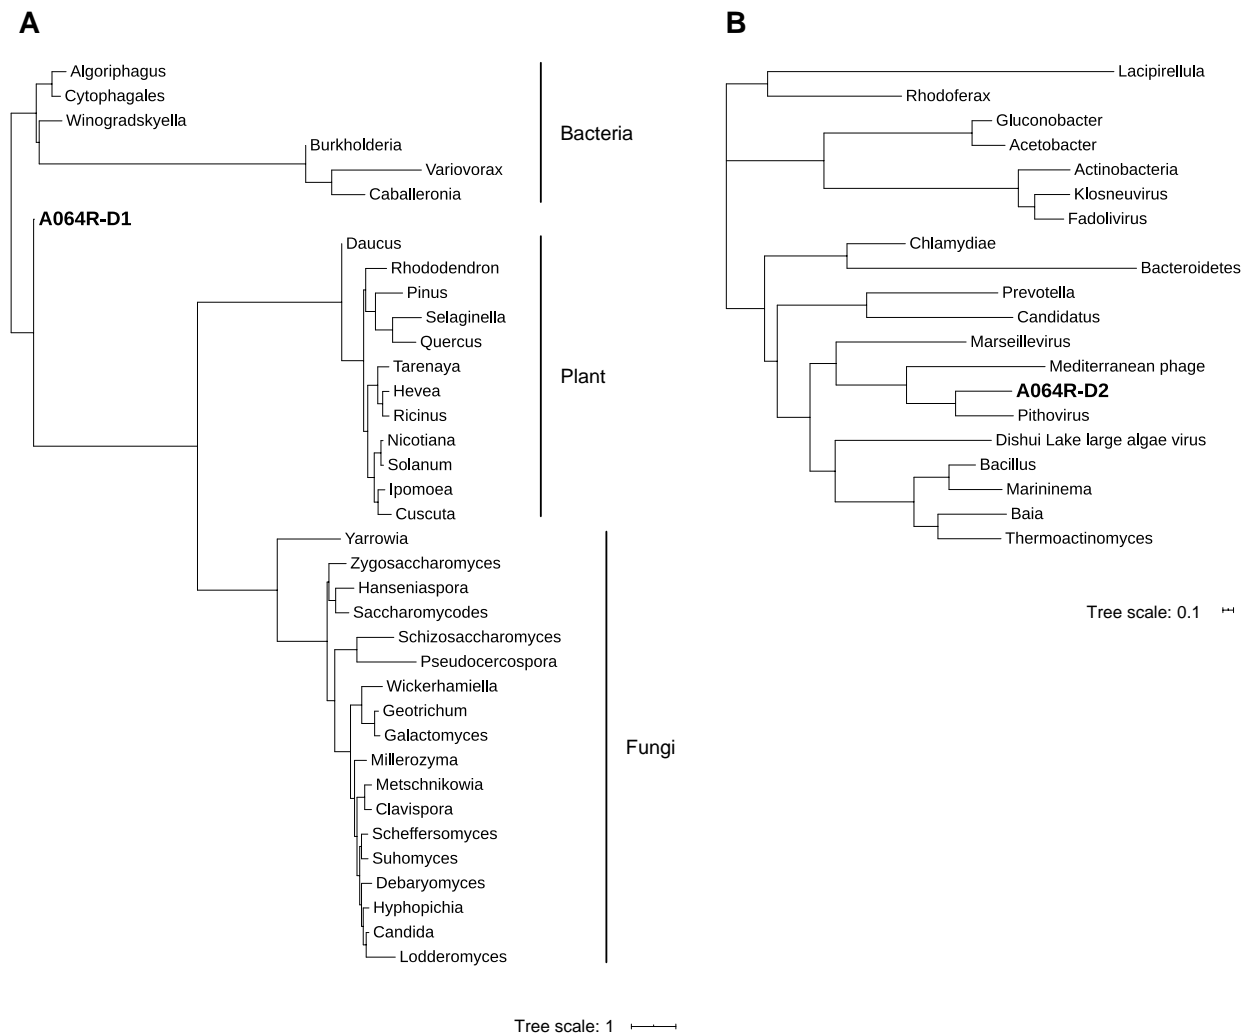 A
Algoriphagus
Cytophagales
Winogradskyella
Burkholderia
Variovorax
Caballeronia
Bacteria
A064R-D1
Daucus
Rhododendron
Pinus
Selaginella
Quercus
Tarenaya
Hevea
Ricinus
Nicotiana
Solanum
Ipomoea
Cuscuta
Plant
Yarrowia
Zygosaccharomyces
Hanseniaspora
Saccharomycodes
Schizosaccharomyces
Pseudocercospora
Wickerhamiella
Geotrichum
Galactomyces
Millerozyma
Metschnikowia
Clavispora
Scheffersomyces
Suhomyces
Debaryomyces
Hyphopichia
Candida
Lodderomyces
Fungi
Tree scale: 1
B
Lacipirellula
Rhodoferax
Gluconobacter
Acetobacter
Actinobacteria
Klosneuvirus
Fadolivirus
Chlamydiae
Bacteroidetes
Prevotella
Candidatus
Marseillevirus
Mediterranean phage
A064R-D2
Pithovirus
Dishui Lake large algae virus
Bacillus
Marininema
Baia
Thermoactinomyces
Tree scale: 0.1